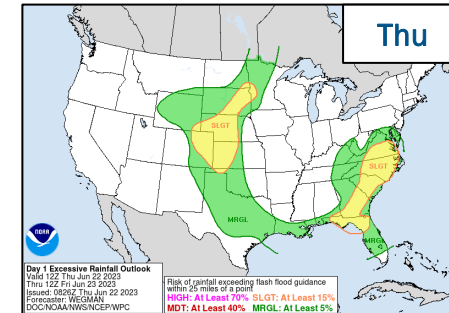 Thu
SLGT
SLGT
MRGL
MRGL
NOAA
Day 1 Excessive Rainfall Outlook
Valid 12Z Thu Jun 22 2023
Thru 12Z Fri Jun 23 2023
Issued: 0826Z Thu Jun 22 2023
Forecaster: WEGMAN
DOC/NOAA/NWS/NCEP/WPC
Risk of rainfall exceeding flash flood guidance
within 25 miles of a point
HIGH: At Least 70% SLGT: At Least 15%
MDT: At Least 40% MRGL: At Least 5%